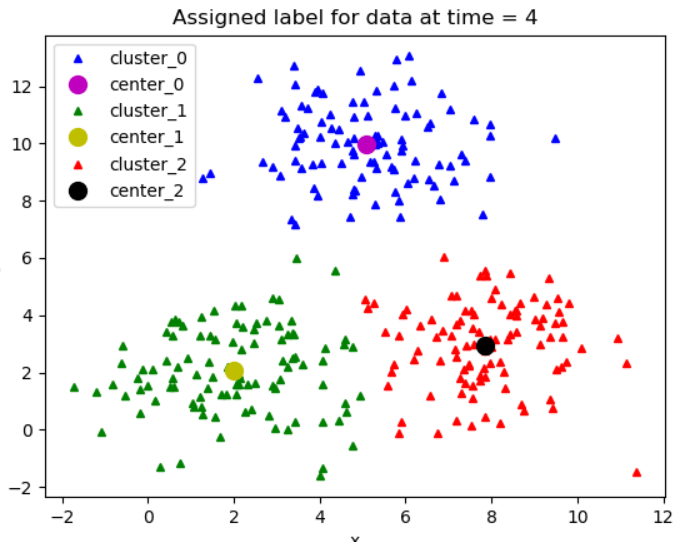 Assigned label for data at time = 4
cluster_0
center_0
cluster_1
center_1
cluster_2
center_2
12
10
8
6
4
2
0
−2
−2 0 2 4 6 8 10 12
x